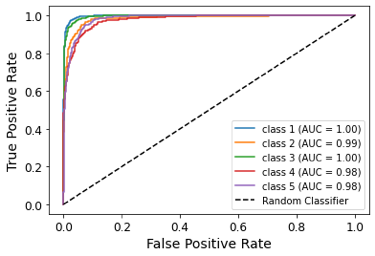 1.0
0.8
0.6
0.4
0.2
0.0
True Positive Rate
class 1 (AUC = 1.00)
class 2 (AUC = 0.99)
class 3 (AUC = 1.00)
class 4 (AUC = 0.98)
class 5 (AUC = 0.98)
Random Classifier
0.0 0.2 0.4 0.6 0.8 1.0
False Positive Rate